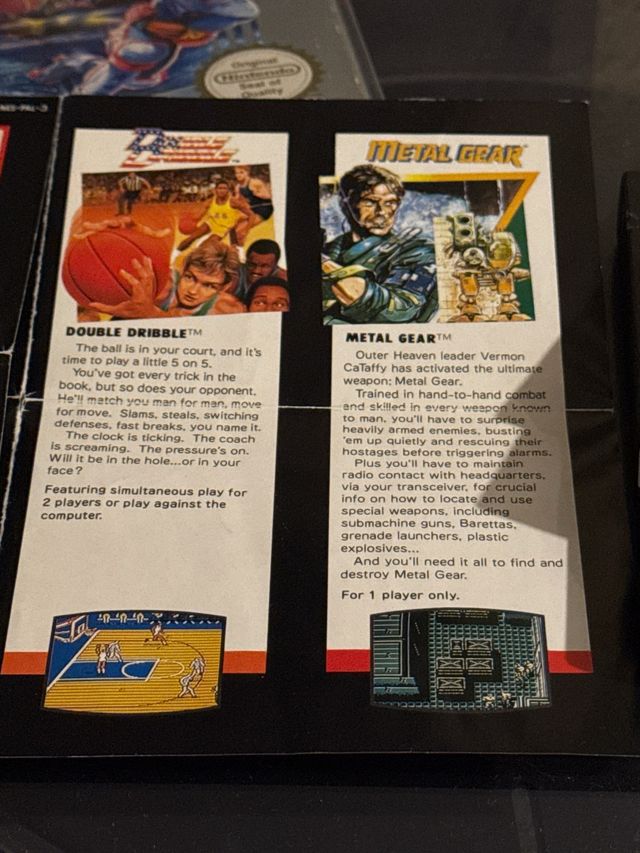 Original
Nintendo
Seal of
Quality
NES-PAL-3
Double Dribble
DOUBLE DRIBBLE™
The ball is in your court, and it's
time to play a little 5 on 5.
You've got every trick in the
book, but so does your opponent.
He'll match you man for man, move
for move. Slams, steals, switching
defenses, fast breaks, you name it.
The clock is ticking. The coach
is screaming. The pressure's on.
Will it be in the hole...or in your
face?
Featuring simultaneous play for
2 players or play against the
computer.
METAL GEAR
METAL GEAR™
Outer Heaven leader Vermon
CaTaffy has activated the ultimate
weapon: Metal Gear.
Trained in hand-to-hand combat
and skilled in every weapon known
to man, you'll have to surprise
heavily armed enemies, busting
'em up quietly and rescuing their
hostages before triggering alarms.
Plus you'll have to maintain
radio contact with headquarters,
via your transceiver, for crucial
info on how to locate and use
special weapons, including
submachine guns, Barettas,
grenade launchers, plastic
explosives...
And you'll need it all to find and
destroy Metal Gear.
For 1 player only.